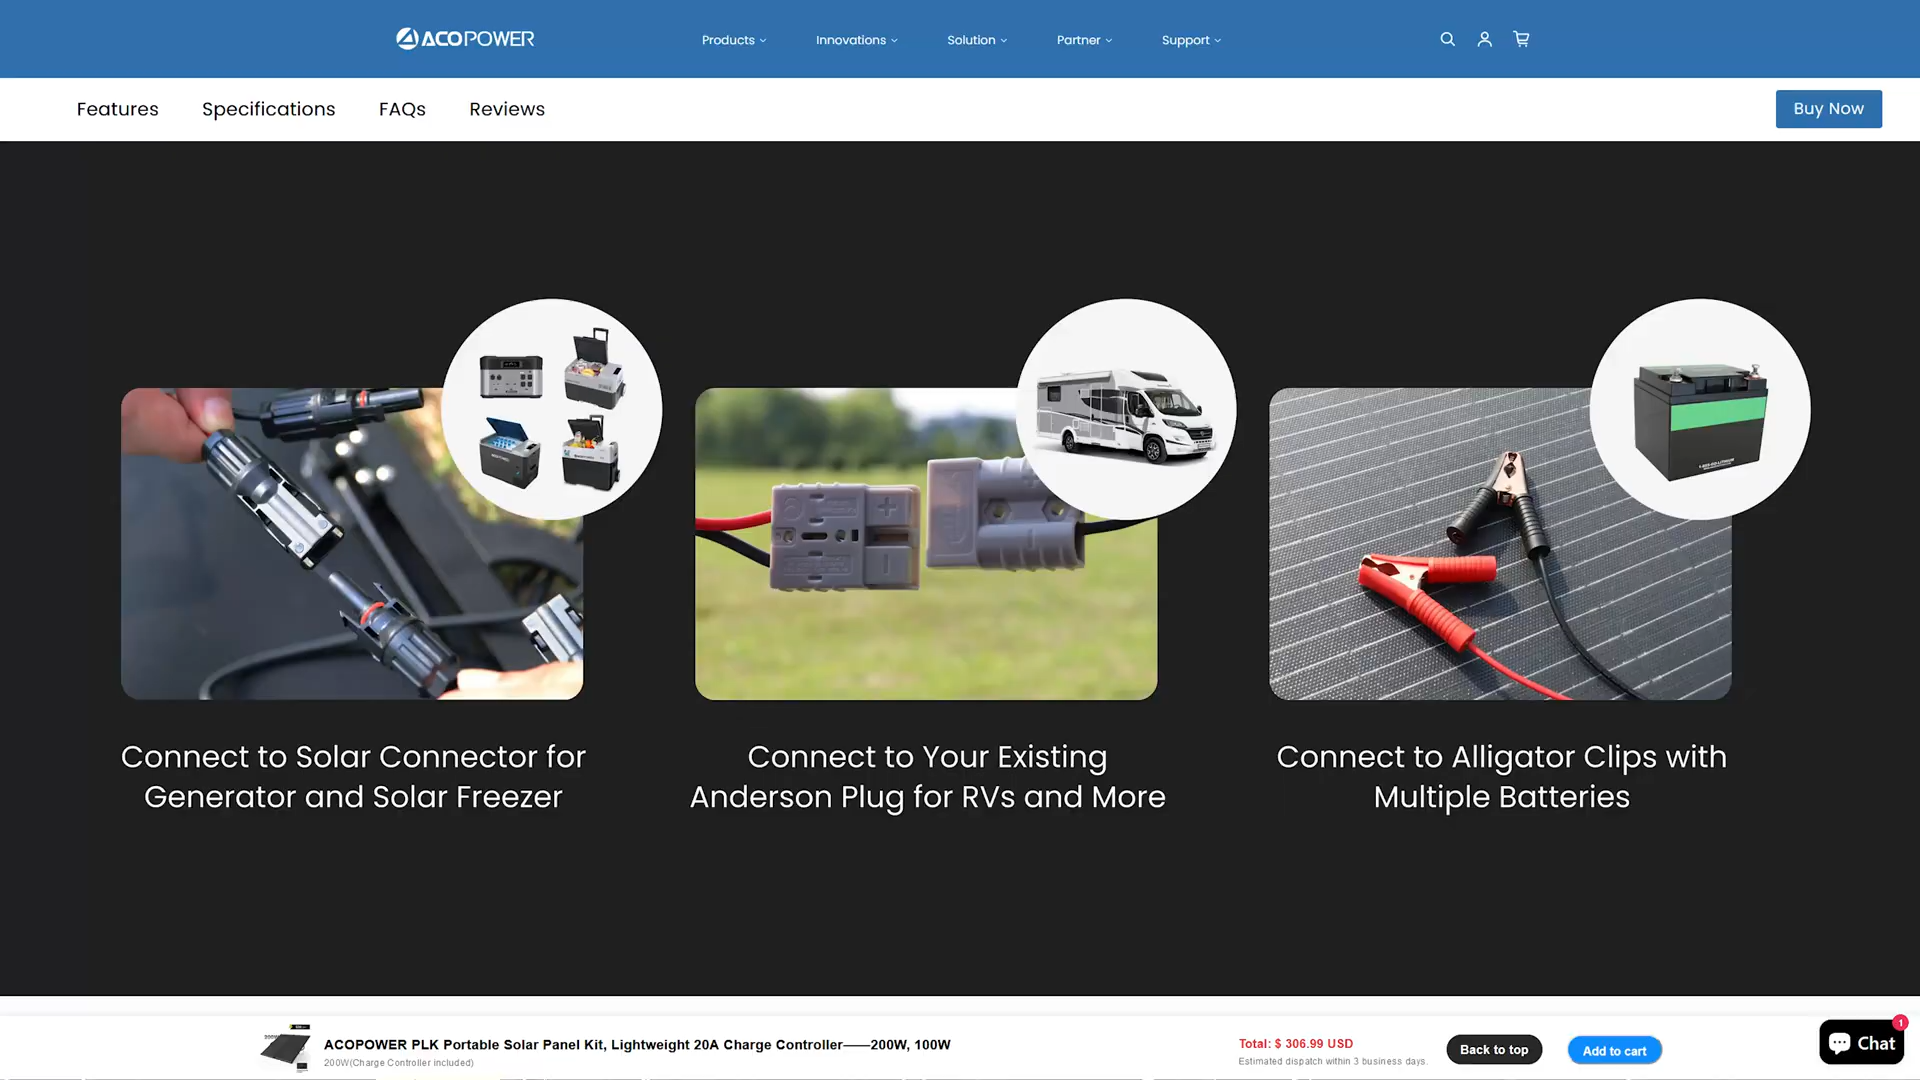 ACOPOWER
Products
Innovations
Solution
Partner
Support
Features
Specifications
FAQs
Reviews
Buy Now
Connect to Solar Connector for
Generator and Solar Freezer
Connect to Your Existing
Anderson Plug for RVs and More
Connect to Alligator Clips with
Multiple Batteries
ACOPOWER PLK Portable Solar Panel Kit, Lightweight 20A Charge Controller——200W, 100W
200W(Charge Controller included)
Total: $ 306.99 USD
Estimated dispatch within 3 business days.
Back to top
Add to cart
Chat
1